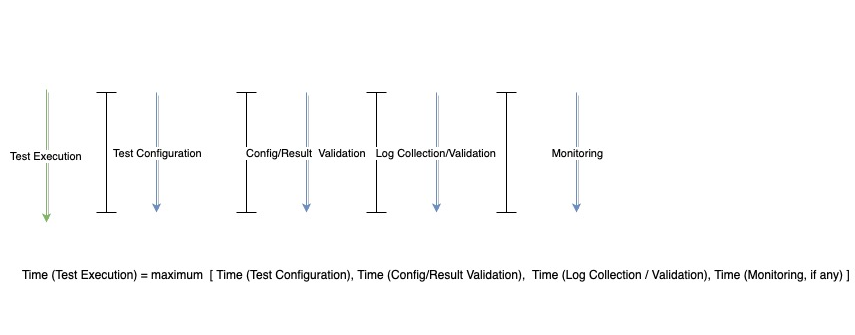 Test Execution
Test Configuration
Config/Result  Validation
Log Collection/Validation
Monitoring
Time (Test Execution) = maximum  [ Time (Test Configuration), Time (Config/Result Validation),  Time (Log Collection / Validation), Time (Monitoring, if any) ]